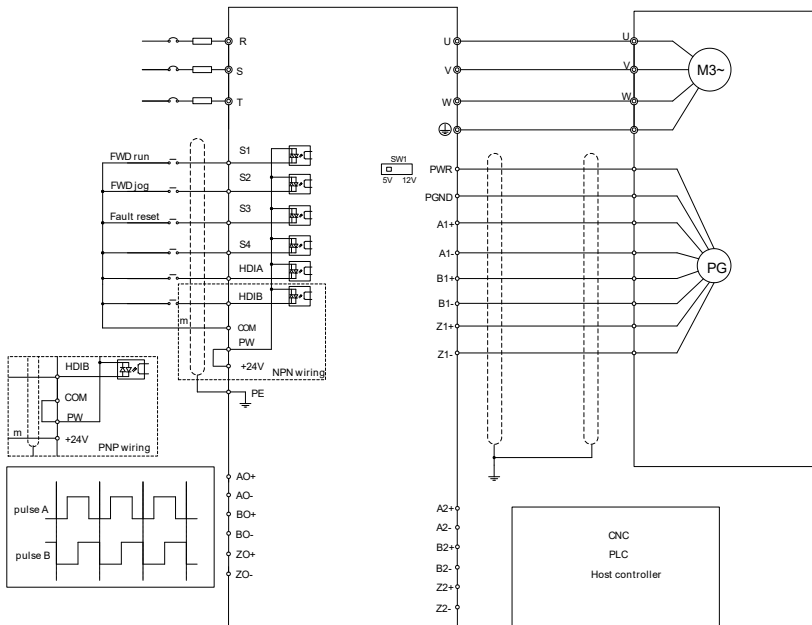 R
S
T
U
V
W
U
V
W
M3~
FWD run
FWD jog
Fault reset
S1
S2
S3
S4
HDIA
HDIB
m
COM
PW
+24V
NPN wiring
PE
SW1
5V 12V
PWR
PGND
A1+
A1-
B1+
B1-
Z1+
Z1-
PG
HDIB
COM
PW
m
+24V
PNP wiring
pulse A
pulse B
AO+
AO-
BO+
BO-
ZO+
ZO-
A2+
A2-
B2+
B2-
Z2+
Z2-
CNC
PLC
Host controller